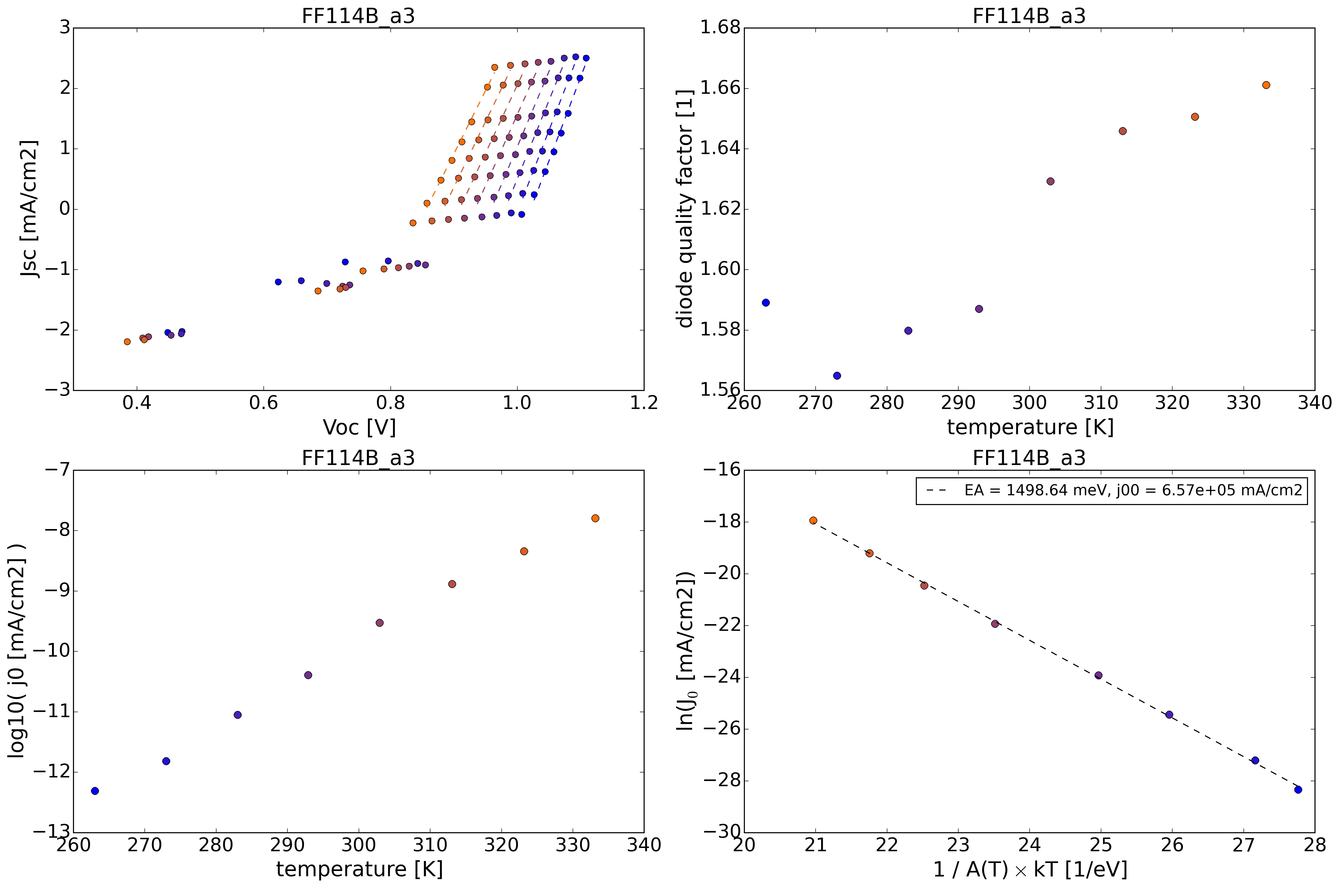 FF114B_a3
3
2
1
0
−1
−2
−3
0.4 0.6 0.8 1.0 1.2
Jsc [mA/cm2]
Voc [V]
FF114B_a3
1.68
1.66
1.64
1.62
1.60
1.58
1.56
260 270 280 290 300 310 320 330 340
diode quality factor [1]
temperature [K]
−7
−8
−9
−10
−11
−12
−13
260 270 280 290 300 310 320 330 340
log10( j0 [mA/cm2] )
temperature [K]
FF114B_a3
FF114B_a3
EA = 1498.64 meV, j00 = 6.57e+05 mA/cm2
−16
−18
−20
−22
−24
−26
−28
−30
20 21 22 23 24 25 26 27 28
ln(J₀ [mA/cm2])
1 / A(T) × kT [1/eV]